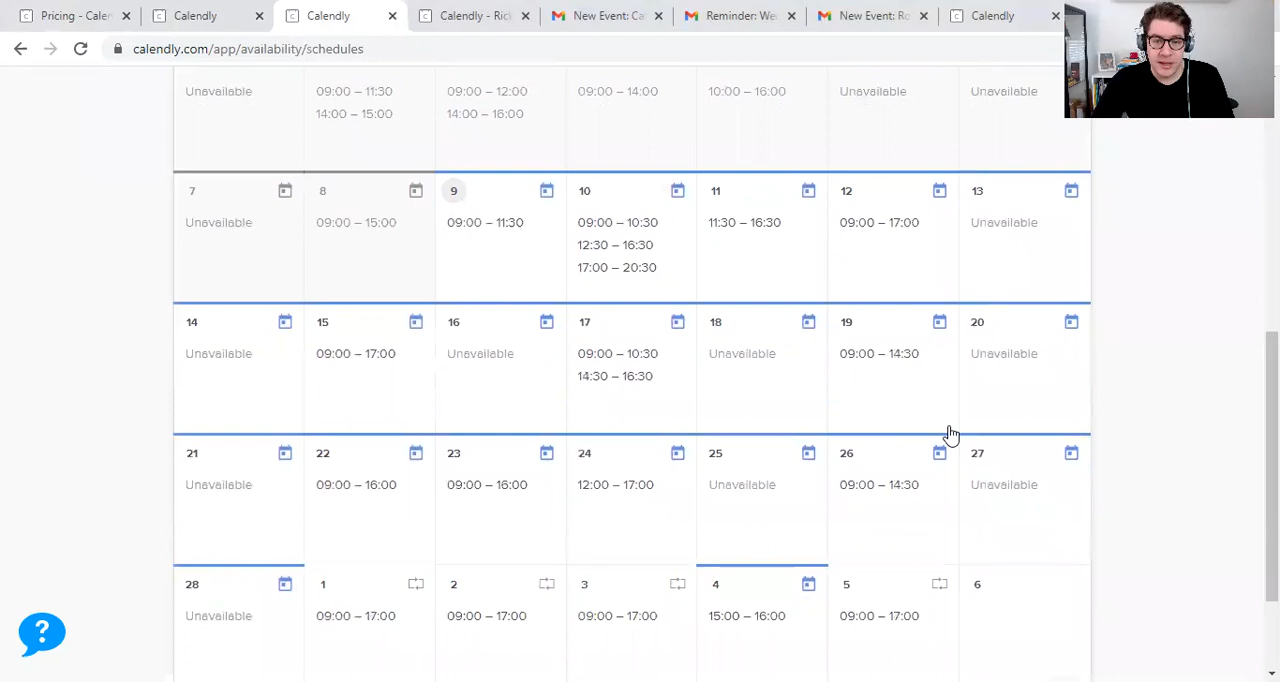 Pricing - Calen
Calendly
Calendly
Calendly - Rick
New Event: Ca
Reminder: We
New Event: Ro
Calendly
calendly.com/app/availability/schedules
Unavailable 09:00 – 11:30 09:00 – 12:00 09:00 – 14:00 10:00 – 16:00 Unavailable Unavailable
14:00 – 15:00 14:00 – 16:00
7 8 9 10 11 12 13
Unavailable 09:00 – 15:00 09:00 – 11:30 09:00 – 10:30 11:30 – 16:30 09:00 – 17:00 Unavailable
12:30 – 16:30
17:00 – 20:30
14 15 16 17 18 19 20
Unavailable 09:00 – 17:00 Unavailable 09:00 – 10:30 Unavailable 09:00 – 14:30 Unavailable
14:30 – 16:30
21 22 23 24 25 26 27
Unavailable 09:00 – 16:00 09:00 – 16:00 12:00 – 17:00 Unavailable 09:00 – 14:30 Unavailable
28 1 2 3 4 5 6
Unavailable 09:00 – 17:00 09:00 – 17:00 09:00 – 17:00 15:00 – 16:00 09:00 – 17:00
?